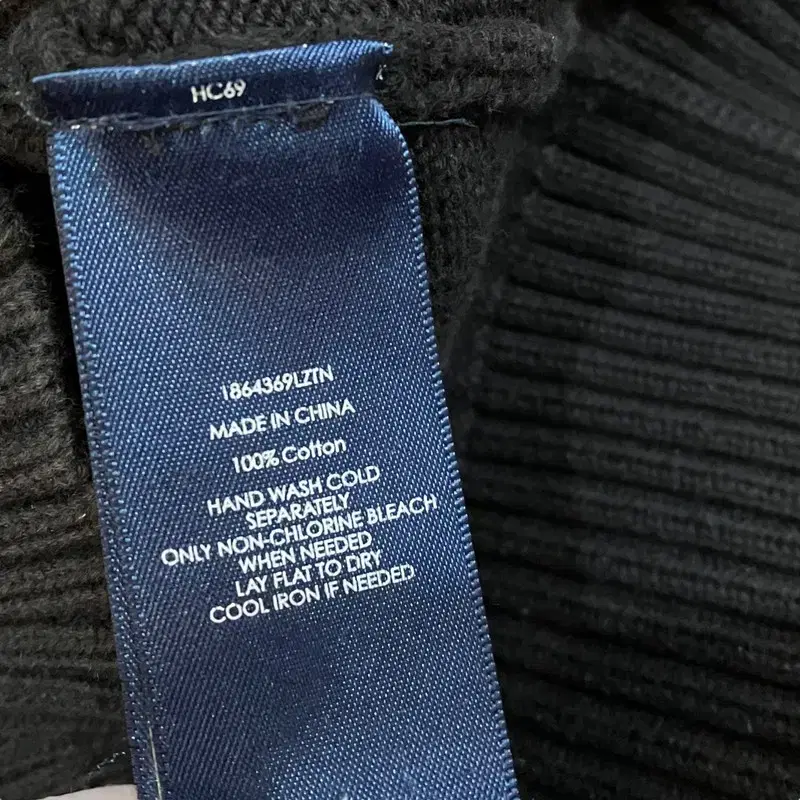 HC69
1864369LZTN
MADE IN CHINA
100% Cotton
HAND WASH COLD
SEPARATELY
ONLY NON-CHLORINE BLEACH
WHEN NEEDED
LAY FLAT TO DRY
COOL IRON IF NEEDED